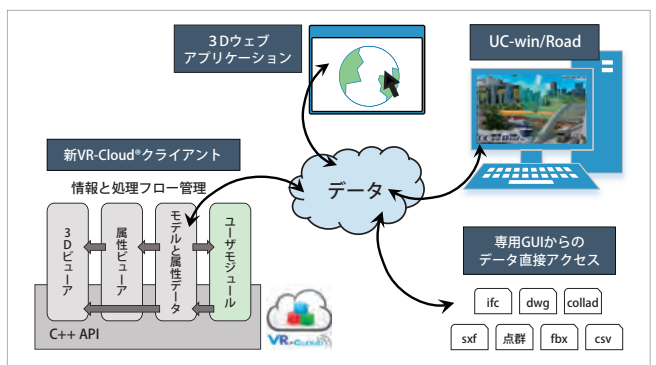 3Dウェブ
アプリケーション
UC-win/Road
新VR-Cloud®クライアント
情報と処理フロー管理
3Dビューア
属性ビューア
モデルと属性データ
ユーザモジュール
C++ API
VR-CLOUD
データ
専用GUIからの
データ直接アクセス
ifc
dwg
collad
sxf
点群
fbx
csv